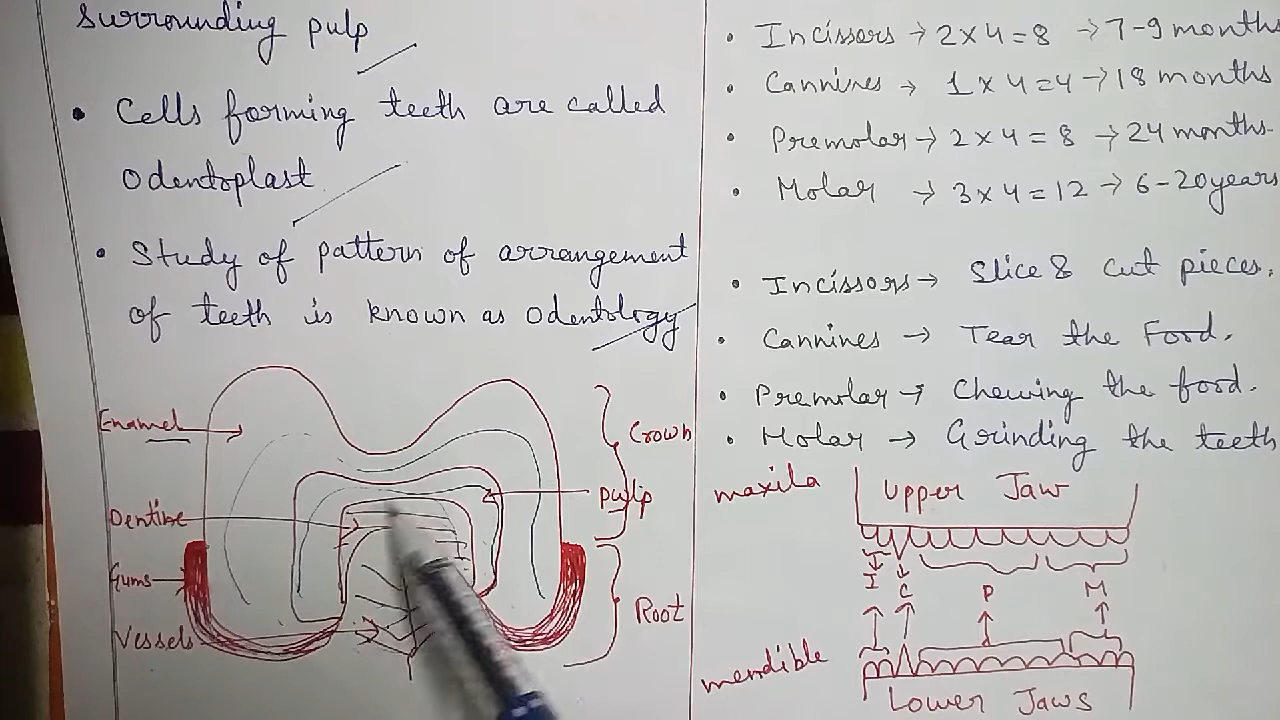 surrounding pulp
• Cells forming teeth are called
odentoplast
• Study of pattern of arrangement
of teeth is known as odentology
Enamel
Dentine
Gums
Vessels
Crown
pulp
Root
• Incissors → 2 x 4 = 8 → 7-9 months
• Cannines → 1 x 4 = 4 → 18 months
• Premolar → 2 x 4 = 8 → 24 months.
• Molar → 3 x 4 = 12 → 6-20 years
• Incissors → Slice & cut pieces.
• Cannines → Tear the Food.
• Premolar → Chewing the food.
• Molar → Grinding the teeth
maxila
Upper Jaw
I C P M
mendible
Lower Jaws